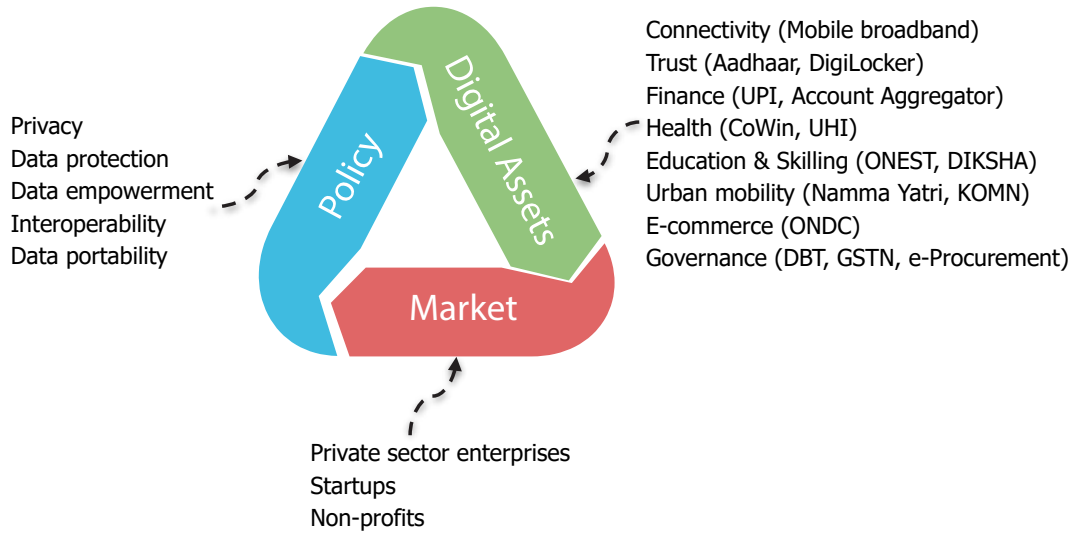 Connectivity (Mobile broadband)
Trust (Aadhaar, DigiLocker)
Finance (UPI, Account Aggregator)
Health (CoWin, UHI)
Education & Skilling (ONEST, DIKSHA)
Urban mobility (Namma Yatri, KOMN)
E-commerce (ONDC)
Governance (DBT, GSTN, e-Procurement)
Digital Assets
Privacy
Data protection
Data empowerment
Interoperability
Data portability
Policy
Market
Private sector enterprises
Startups
Non-profits